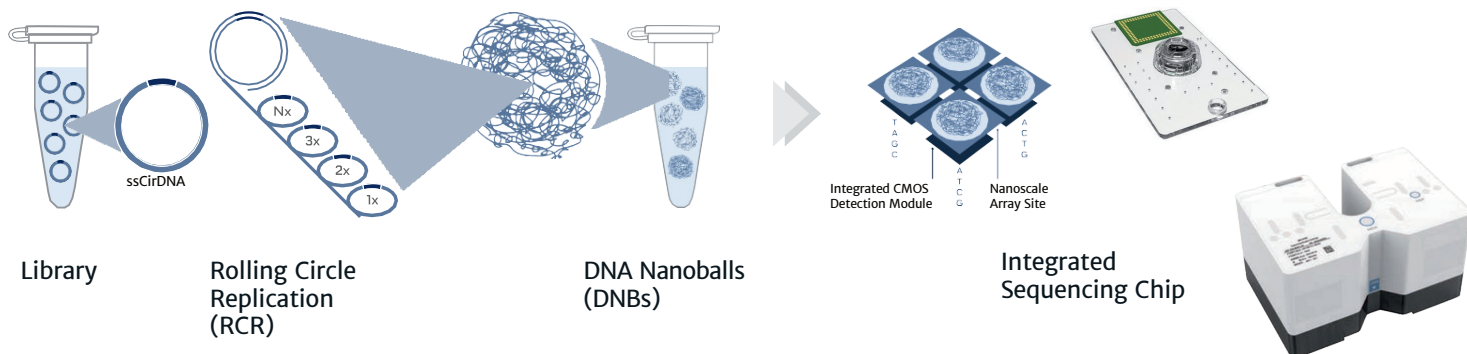 ssCirDNA
Library
Nx
3x
2x
1x
Rolling Circle
Replication
(RCR)
DNA Nanoballs
(DNBs)
T
A
G
C
A
C
T
G
A
T
C
G
Integrated CMOS
Detection Module
Nanoscale
Array Site
Integrated
Sequencing Chip